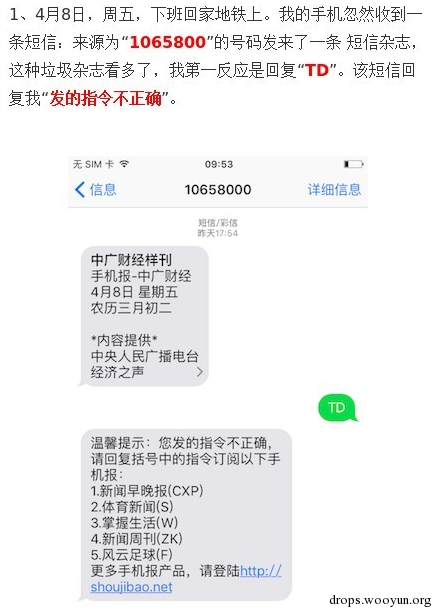 1、4月8日，周五，下班回家地铁上。我的手机忽然收到一
条短信：来源为“1065800”的号码发来了一条 短信杂志，
这种垃圾杂志看多了，我第一反应是回复“TD”。该短信回
复我“发的指令不正确”。
无 SIM 卡 09:53
信息 10658000 详细信息
短信/彩信
昨天17:54
中广财经样刊
手机报-中广财经
4月8日 星期五
农历三月初二
*内容提供*
中央人民广播电台
经济之声
TD
温馨提示：您发的指令不正确，
请回复括号中的指令订阅以下手
机报：
1.新闻早晚报(CXP)
2.体育新闻(S)
3.掌握生活(W)
4.新闻周刊(ZK)
5.风云足球(F)
更多手机报产品，请登陆http://
shoujibao.net
drops.wooyun.org